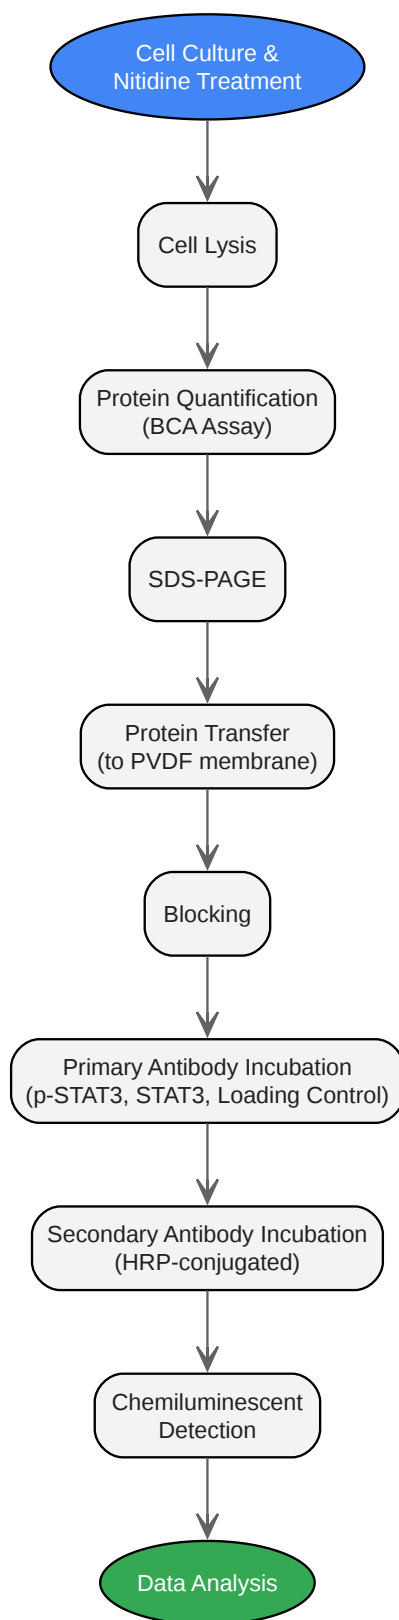 Cell Culture &
Nitidine Treatment
Cell Lysis
Protein Quantification
(BCA Assay)
SDS-PAGE
Protein Transfer
(to PVDF membrane)
Blocking
Primary Antibody Incubation
(p-STAT3, STAT3, Loading Control)
Secondary Antibody Incubation
(HRP-conjugated)
Chemiluminescent
Detection
Data Analysis